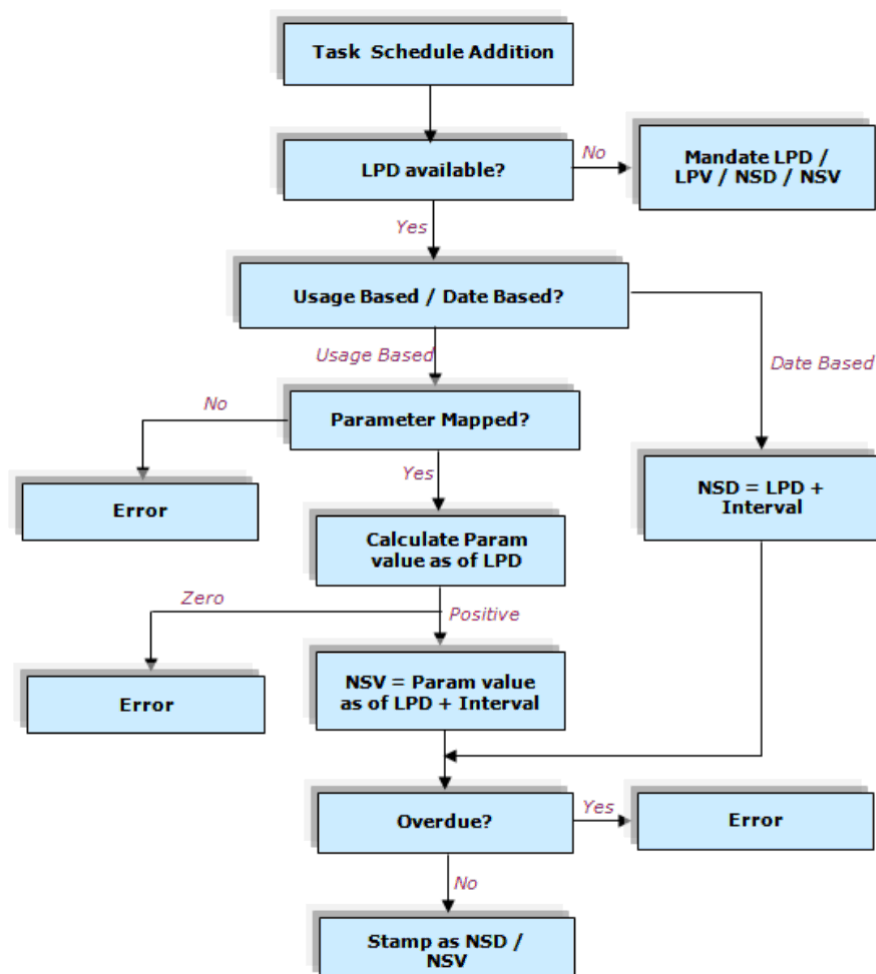 Task Schedule Addition
LPD available?
No
Mandate LPD /
LPV / NSD / NSV
Yes
Usage Based / Date Based?
Usage Based
Date Based
No
Parameter Mapped?
Yes
Error
NSD = LPD +
Interval
Calculate Param
value as of LPD
Zero
Positive
Error
NSV = Param value
as of LPD + Interval
Overdue?
Yes
Error
No
Stamp as NSD /
NSV